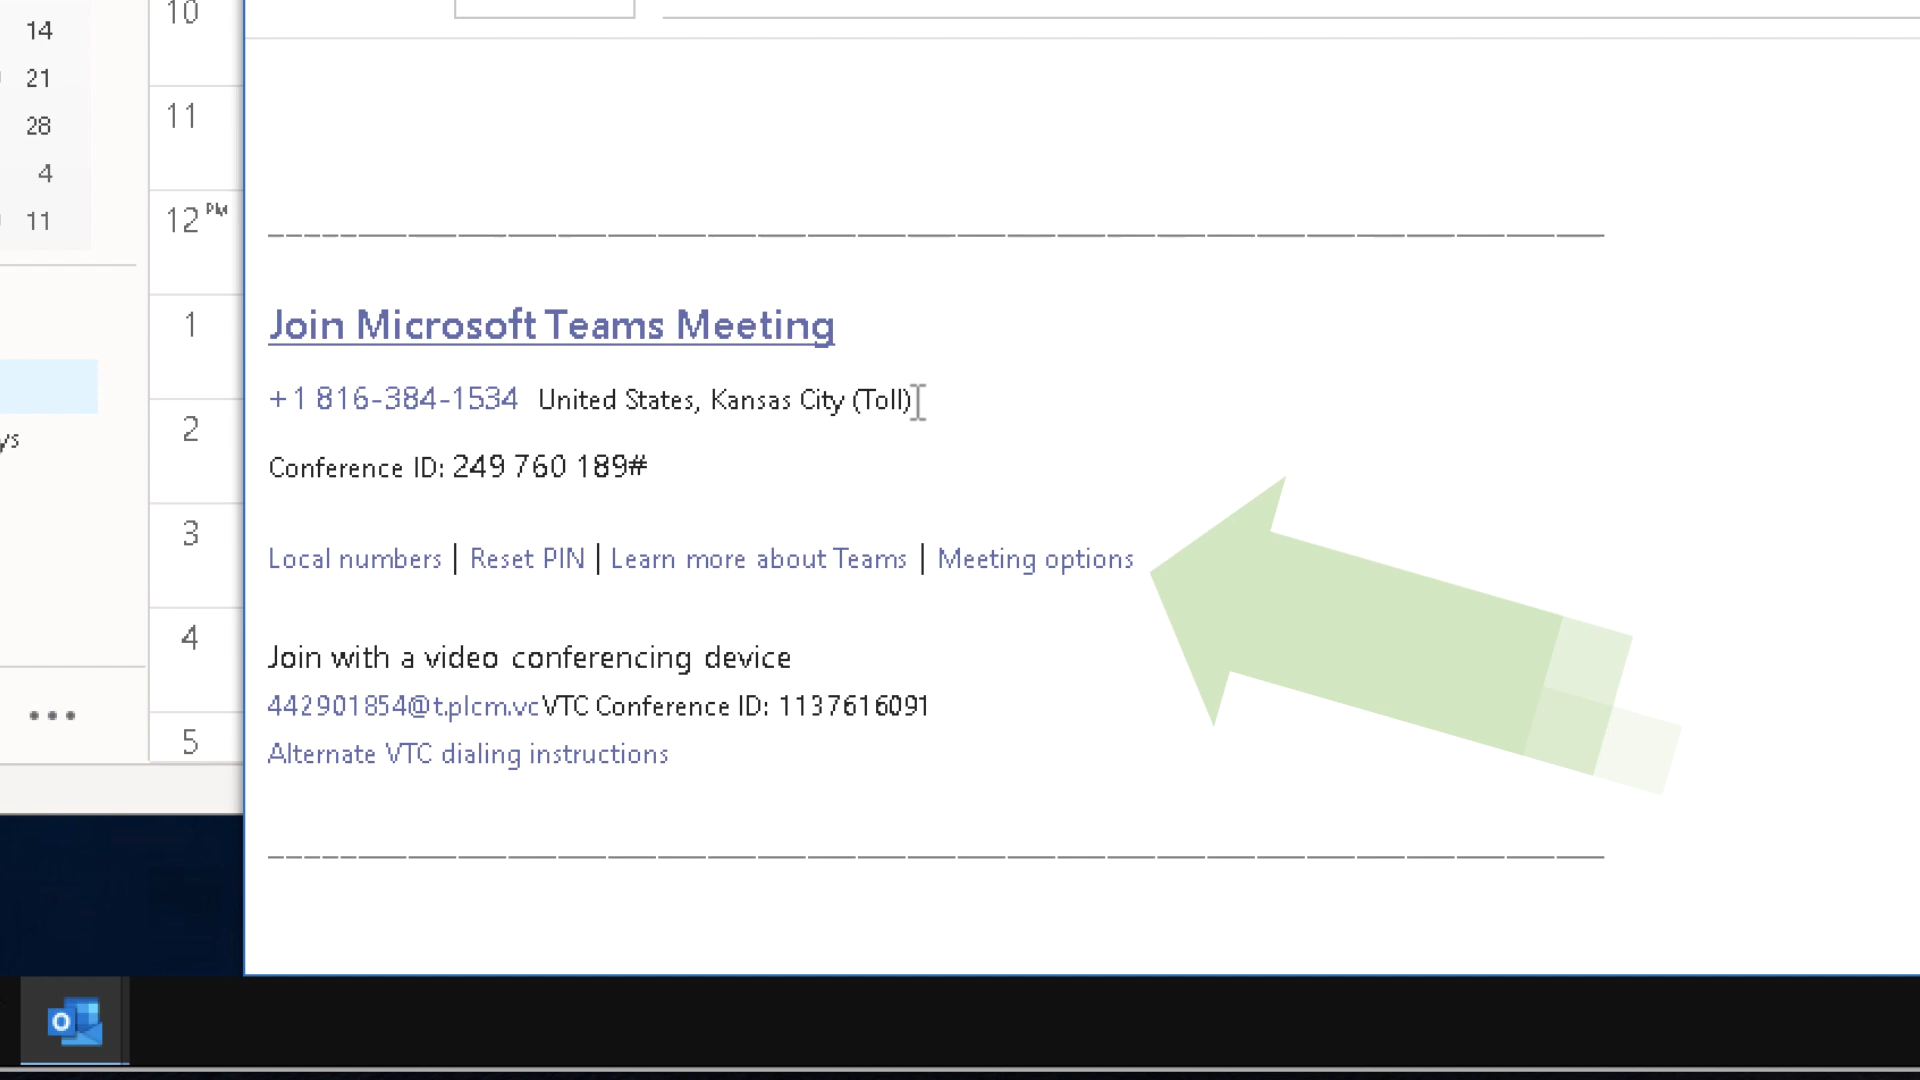 14
21
28
4
11
ys
10
11
12 PM
1
2
3
4
5
Join Microsoft Teams Meeting
+1 816-384-1534 United States, Kansas City (Toll)
Conference ID: 249 760 189#
Local numbers | Reset PIN | Learn more about Teams | Meeting options
Join with a video conferencing device
442901854@t.plcm.vc VTC Conference ID: 1137616091
Alternate VTC dialing instructions